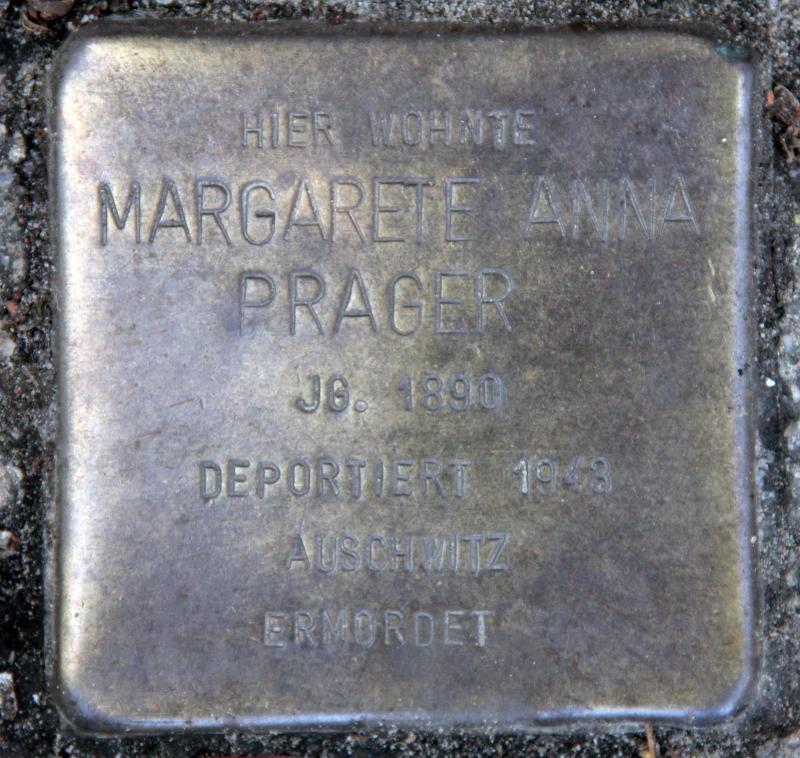 HIER WOHNTE
MARGARETE ANNA
PRAGER
JG. 1890
DEPORTIERT 1943
AUSCHWITZ
ERMORDET